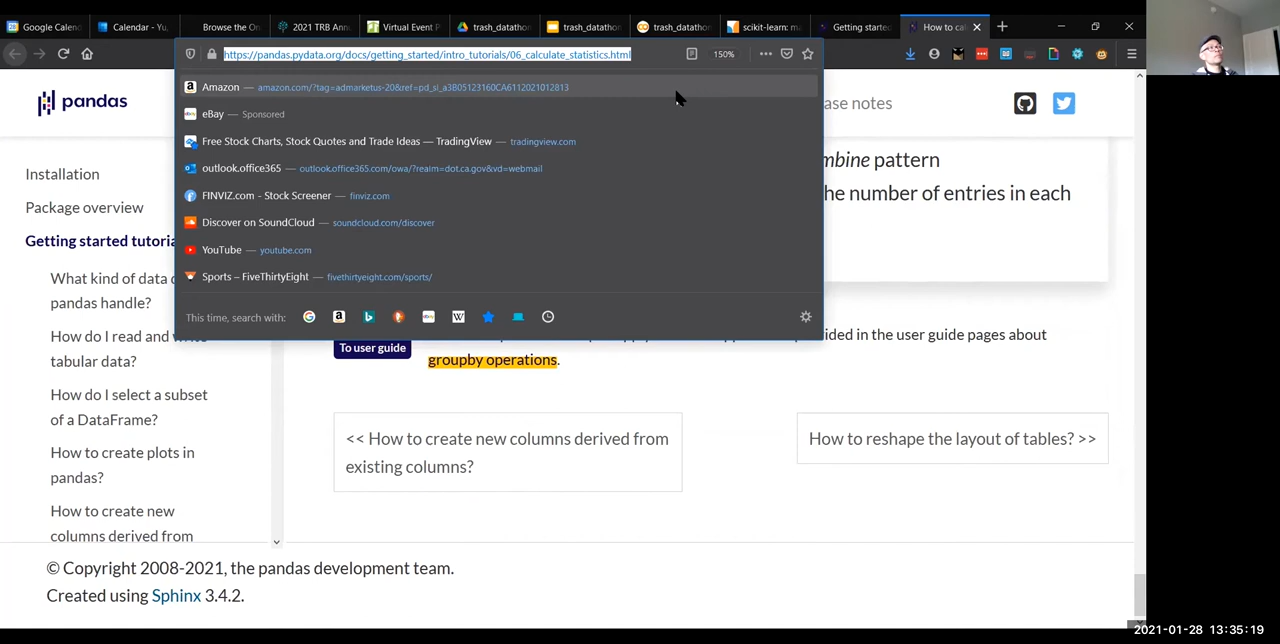 Google Calen
Calendar - Yu
Browse the On
2021 TRB Ann
Virtual Event P
trash_datathon
trash_datathon
trash_datathon
scikit-learn: ma
Getting started
How to cal
https://pandas.pydata.org/docs/getting_started/intro_tutorials/06_calculate_statistics.html
150%
Amazon — amazon.com/?tag=admarketus-20&ref=pd_sl_a3B05123160CA6112021012813
eBay — Sponsored
Free Stock Charts, Stock Quotes and Trade Ideas — TradingView — tradingview.com
outlook.office365 — outlook.office365.com/owa/?realm=dot.ca.gov&vd=webmail
FINVIZ.com - Stock Screener — finviz.com
Discover on SoundCloud — soundcloud.com/discover
YouTube — youtube.com
Sports – FiveThirtyEight — fivethirtyeight.com/sports/
This time, search with:
pandas
ase notes
Installation
Package overview
Getting started tutoria
What kind of data
pandas handle?
How do I read and write
tabular data?
How do I select a subset
of a DataFrame?
How to create plots in
pandas?
How to create new
columns derived from
mbine pattern
he number of entries in each
ided in the user guide pages about
To user guide
groupby operations.
<< How to create new columns derived from
existing columns?
How to reshape the layout of tables? >>
© Copyright 2008-2021, the pandas development team.
Created using Sphinx 3.4.2.
2021-01-28 13:35:19